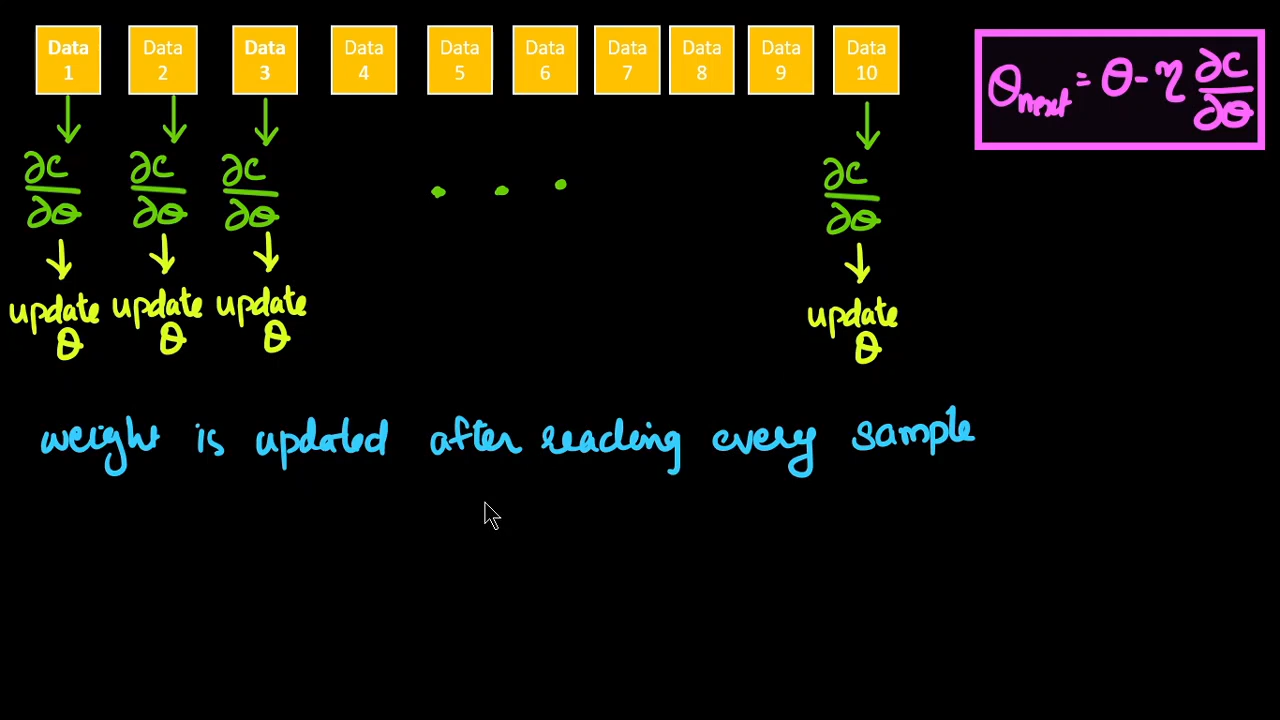 Data 1
Data 2
Data 3
Data 4
Data 5
Data 6
Data 7
Data 8
Data 9
Data 10
θnext = θ - η ∂C/∂θ
∂C/∂θ ∂C/∂θ ∂C/∂θ . . . ∂C/∂θ
update θ
update θ
update θ
update θ
weight is updated after reading every sample